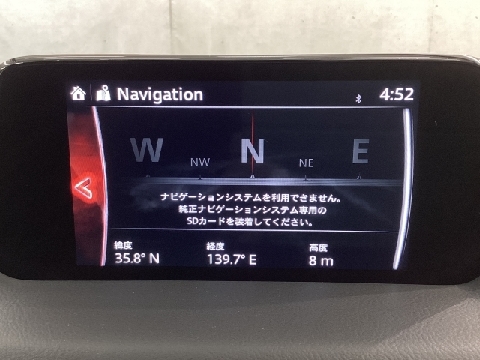 Navigation 4:52
W NW N NE E
ナビゲーションシステムを利用できません。
純正ナビゲーションシステム専用の
SDカードを装着してください。
緯度 経度 高度
35.8° N 139.7° E 8 m